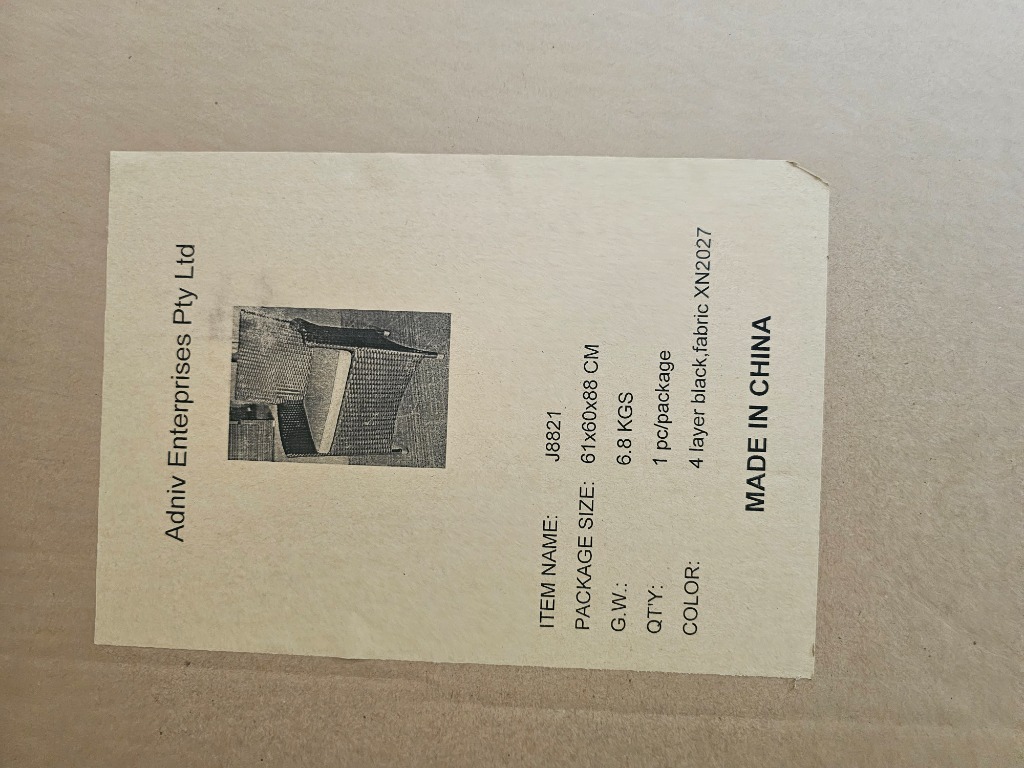 Adniv Enterprises Pty Ltd
ITEM NAME: J8821
PACKAGE SIZE: 61x60x88 CM
G.W.: 6.8 KGS
QT'Y: 1 pc/package
COLOR: 4 layer black,fabric XN2027
MADE IN CHINA